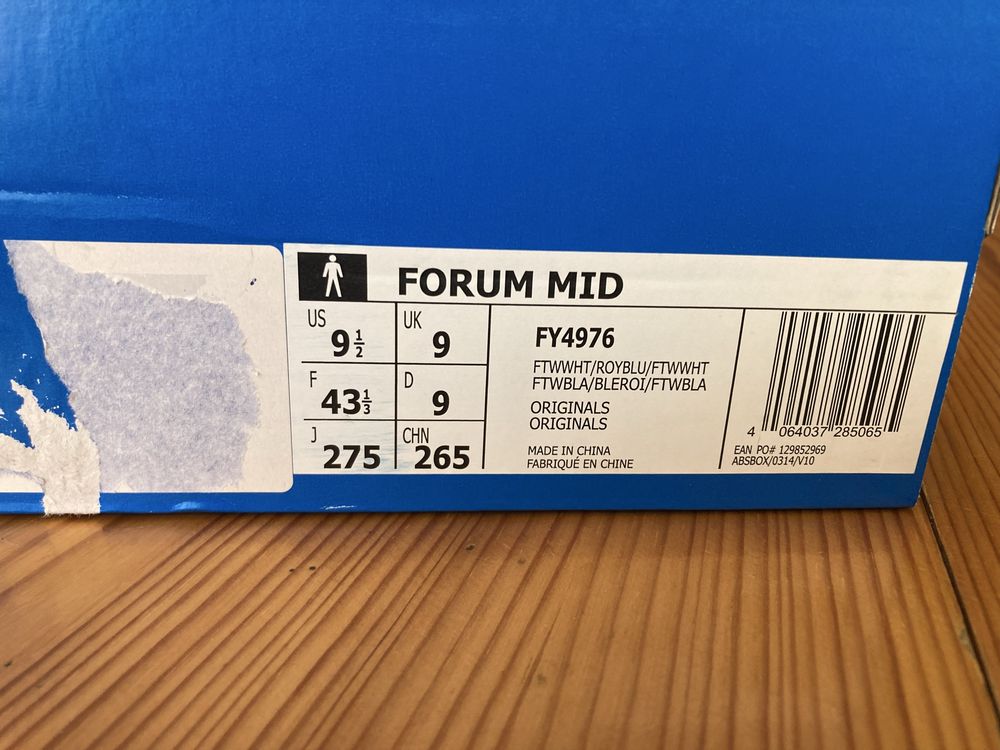 FORUM MID
US 9 1/2
UK 9
F 43 1/3
D 9
J 275
CHN 265
FY4976
FTWWHT/ROYBLU/FTWWHT
FTWBLA/BLEROI/FTWBLA
ORIGINALS
ORIGINALS
MADE IN CHINA
FABRIQUÉ EN CHINE
4 064037 285065
EAN PO# 129852969
ABSBOX/0314/V10